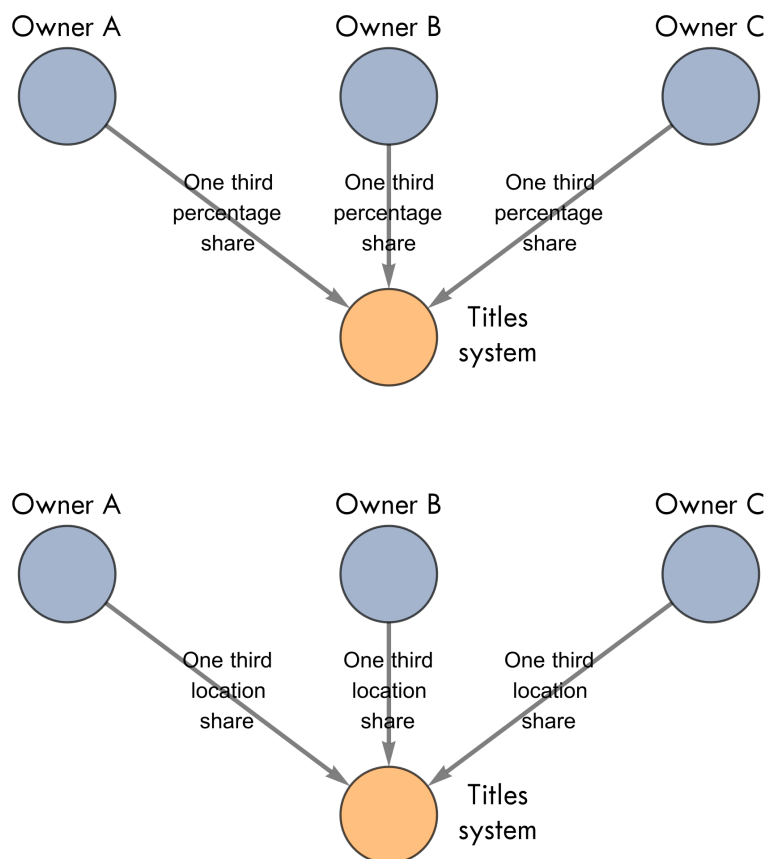 Owner A
Owner B
Owner C
One third
percentage
share
One third
percentage
share
One third
percentage
share
Titles
system
Owner A
Owner B
Owner C
One third
location
share
One third
location
share
One third
location
share
Titles
system